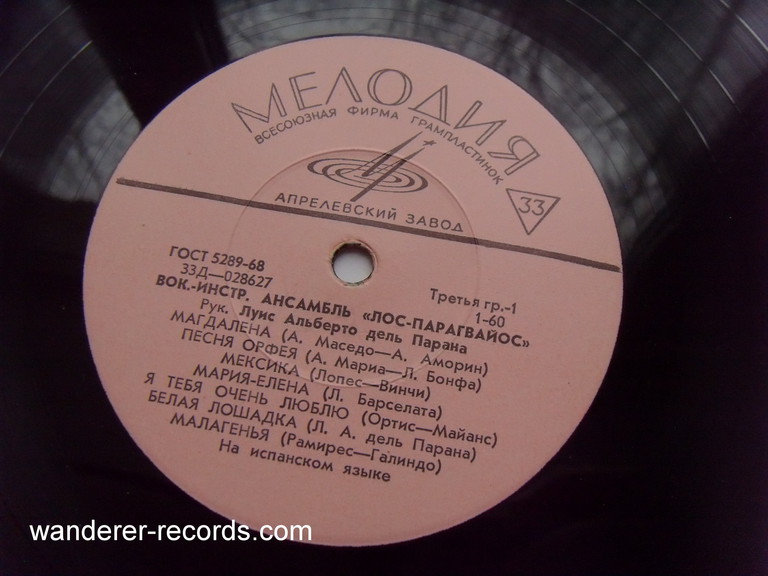 МЕЛОДИЯ
ВСЕСОЮЗНАЯ ФИРМА ГРАМПЛАСТИНОК
33
АПРЕЛЕВСКИЙ ЗАВОД
ГОСТ 5289-68
33Д—028627
Третья гр.-1
1-60
ВОК.-ИНСТР. АНСАМБЛЬ «ЛОС-ПАРАГВАЙОС»
Рук. Луис Альберто дель Парана
МАГДАЛЕНА (А. Маседо—А. Аморин)
ПЕСНЯ ОРФЕЯ (А. Мариа—Л. Бонфа)
МЕКСИКА (Лопес—Винчи)
МАРИЯ-ЕЛЕНА (Л. Барселата)
Я ТЕБЯ ОЧЕНЬ ЛЮБЛЮ (Ортис—Майанс)
БЕЛАЯ ЛОШАДКА (Л. А. дель Парана)
МАЛАГЕНЬЯ (Рамирес—Галиндо)
На испанском языке
wanderer-records.com